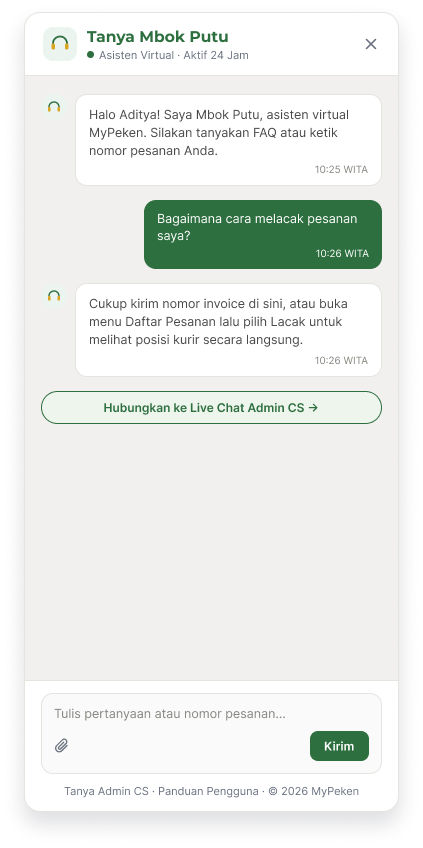 Tanya Mbok Putu
Asisten Virtual · Aktif 24 Jam
Halo Aditya! Saya Mbok Putu, asisten virtual
MyPeken. Silakan tanyakan FAQ atau ketik
nomor pesanan Anda.
10:25 WITA
Bagaimana cara melacak pesanan
saya?
10:26 WITA
Cukup kirim nomor invoice di sini, atau buka
menu Daftar Pesanan lalu pilih Lacak untuk
melihat posisi kurir secara langsung.
10:26 WITA
Hubungkan ke Live Chat Admin CS →
Tulis pertanyaan atau nomor pesanan...
Kirim
Tanya Admin CS · Panduan Pengguna · © 2026 MyPeken